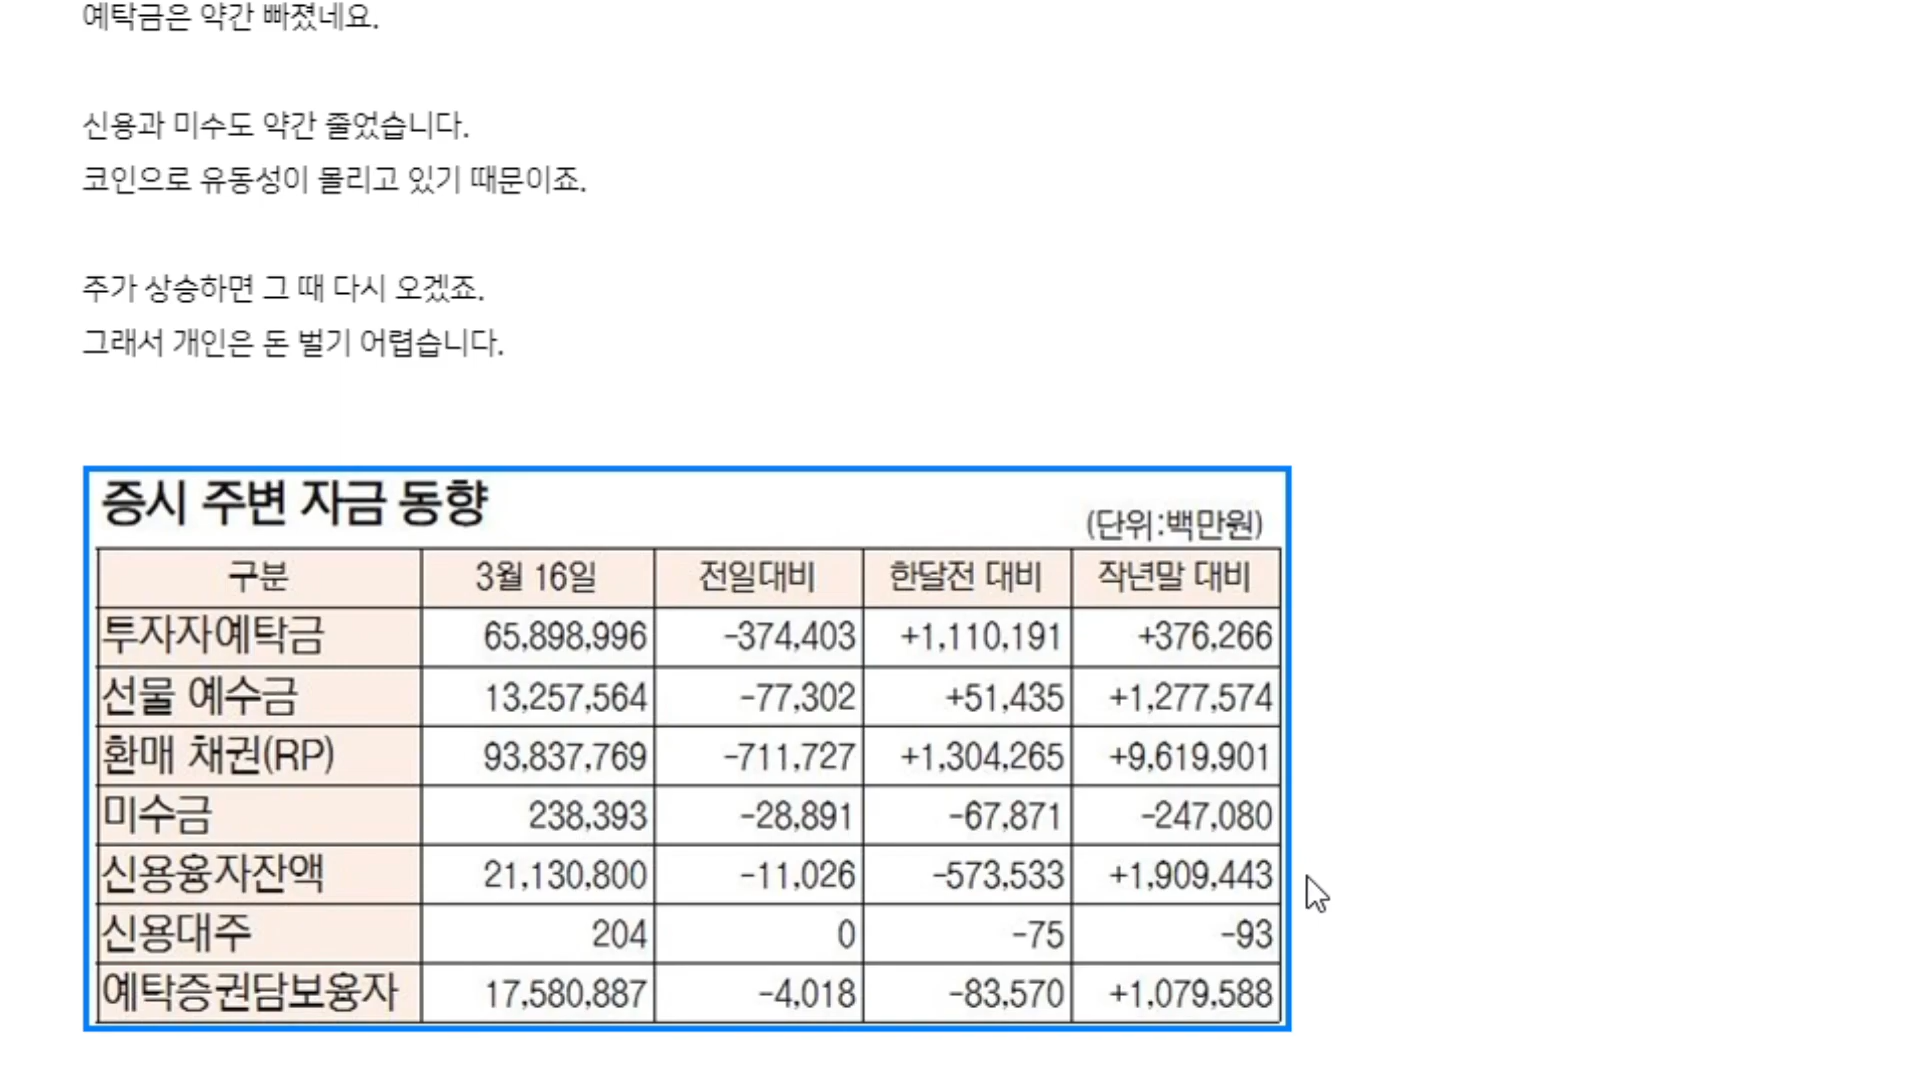 예탁금은 약간 빠졌네요.
신용과 미수도 약간 줄었습니다.
코인으로 유동성이 몰리고 있기 때문이죠.
주가 상승하면 그 때 다시 오겠죠.
그래서 개인은 돈 벌기 어렵습니다.
증시 주변 자금 동향
(단위:백만원)
구분 3월 16일 전일대비 한달전 대비 작년말 대비
투자자예탁금 65,898,996 -374,403 +1,110,191 +376,266
선물 예수금 13,257,564 -77,302 +51,435 +1,277,574
환매 채권(RP) 93,837,769 -711,727 +1,304,265 +9,619,901
미수금 238,393 -28,891 -67,871 -247,080
신용융자잔액 21,130,800 -11,026 -573,533 +1,909,443
신용대주 204 0 -75 -93
예탁증권담보융자 17,580,887 -4,018 -83,570 +1,079,588